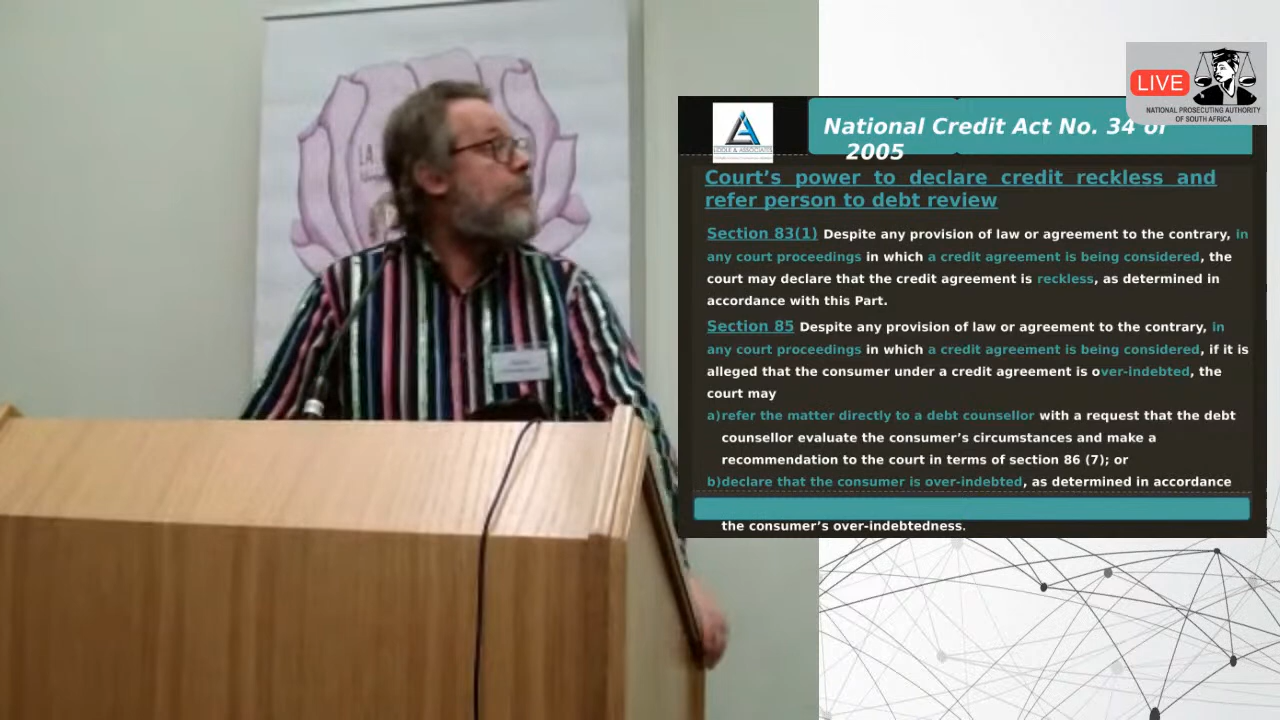 LIVE
NATIONAL PROSECUTING AUTHORITY
OF SOUTH AFRICA
National Credit Act No. 34 of
2005
Court’s power to declare credit reckless and
refer person to debt review
Section 83(1) Despite any provision of law or agreement to the contrary, in
any court proceedings in which a credit agreement is being considered, the
court may declare that the credit agreement is reckless, as determined in
accordance with this Part.
Section 85 Despite any provision of law or agreement to the contrary, in
any court proceedings in which a credit agreement is being considered, if it is
alleged that the consumer under a credit agreement is over-indebted, the
court may
a)refer the matter directly to a debt counsellor with a request that the debt
counsellor evaluate the consumer’s circumstances and make a
recommendation to the court in terms of section 86 (7); or
b)declare that the consumer is over-indebted, as determined in accordance
the consumer’s over-indebtedness.